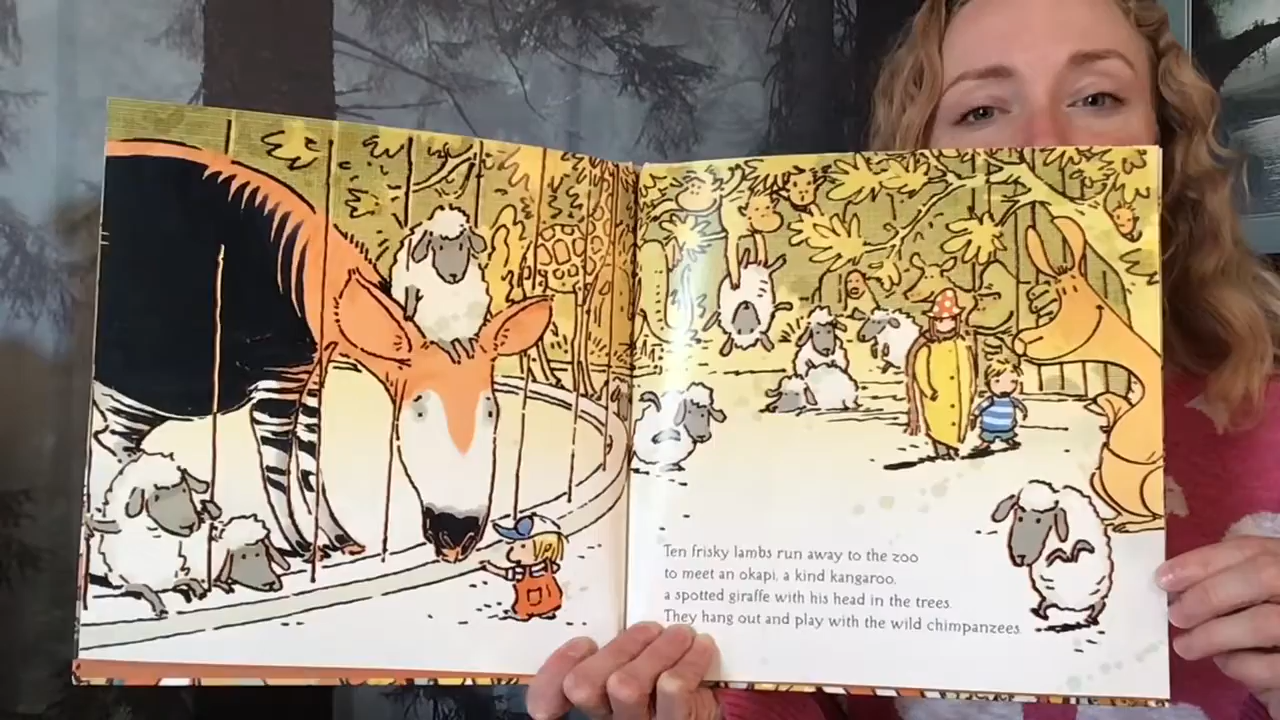 Ten frisky lambs run away to the zoo
to meet an okapi, a kind kangaroo,
a spotted giraffe with his head in the trees.
They hang out and play with the wild chimpanzees.